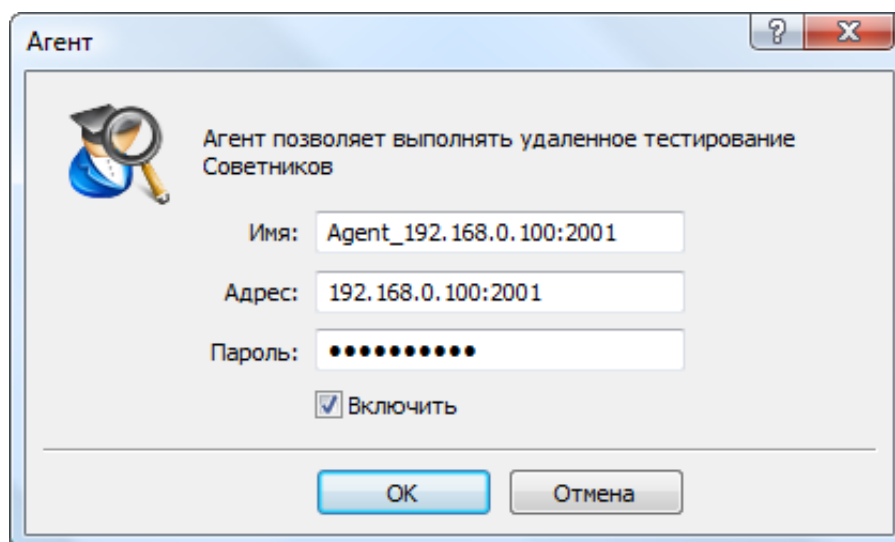 Агент
Агент позволяет выполнять удаленное тестирование
Советников
Имя: Agent_192.168.0.100:2001
Адрес: 192.168.0.100:2001
Пароль: ●●●●●●●●●●
Включить
OK Отмена